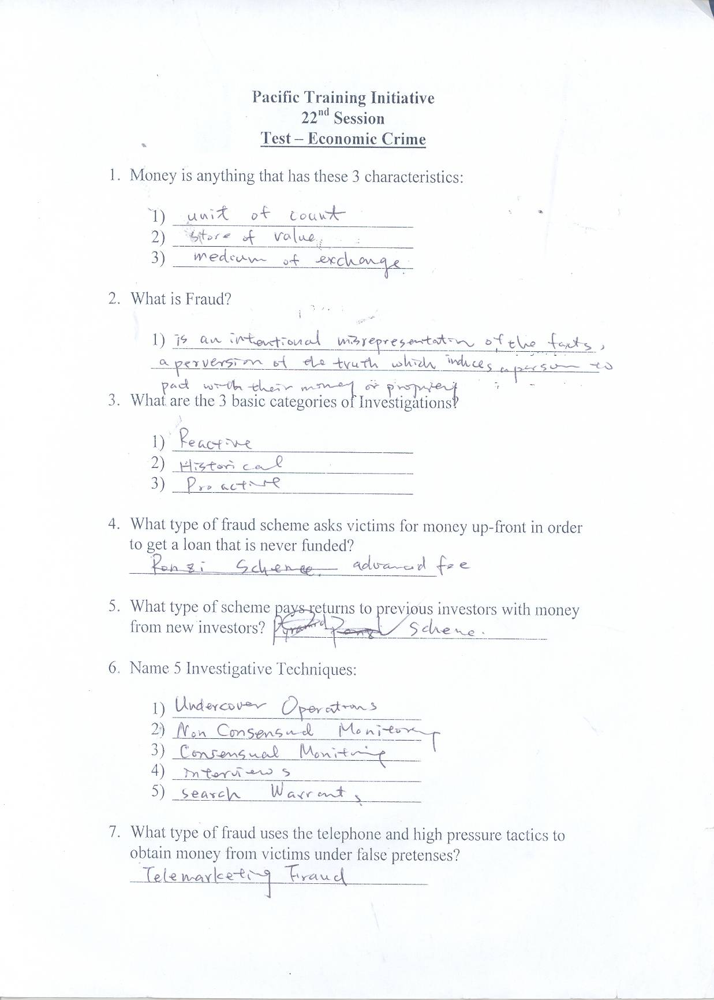 Pacific Training Initiative
22nd Session
Test – Economic Crime
1. Money is anything that has these 3 characteristics:
1) unit of count
2) store of value
3) medium of exchange
2. What is Fraud?
1) is an intentional misrepresentation of the facts,
a perversion of the truth which induces a person to
part with their money or property
3. What are the 3 basic categories of Investigations?
1) Reactive
2) Historical
3) Proactive
4. What type of fraud scheme asks victims for money up-front in order
to get a loan that is never funded?
Ponzi Scheme advanced fee
5. What type of scheme pays returns to previous investors with money
from new investors? Pyramid Ponzi Scheme.
6. Name 5 Investigative Techniques:
1) Undercover Operations
2) Non Consensual Monitoring
3) Consensual Monitoring
4) interviews
5) search Warrants
7. What type of fraud uses the telephone and high pressure tactics to
obtain money from victims under false pretenses?
Telemarketing Fraud